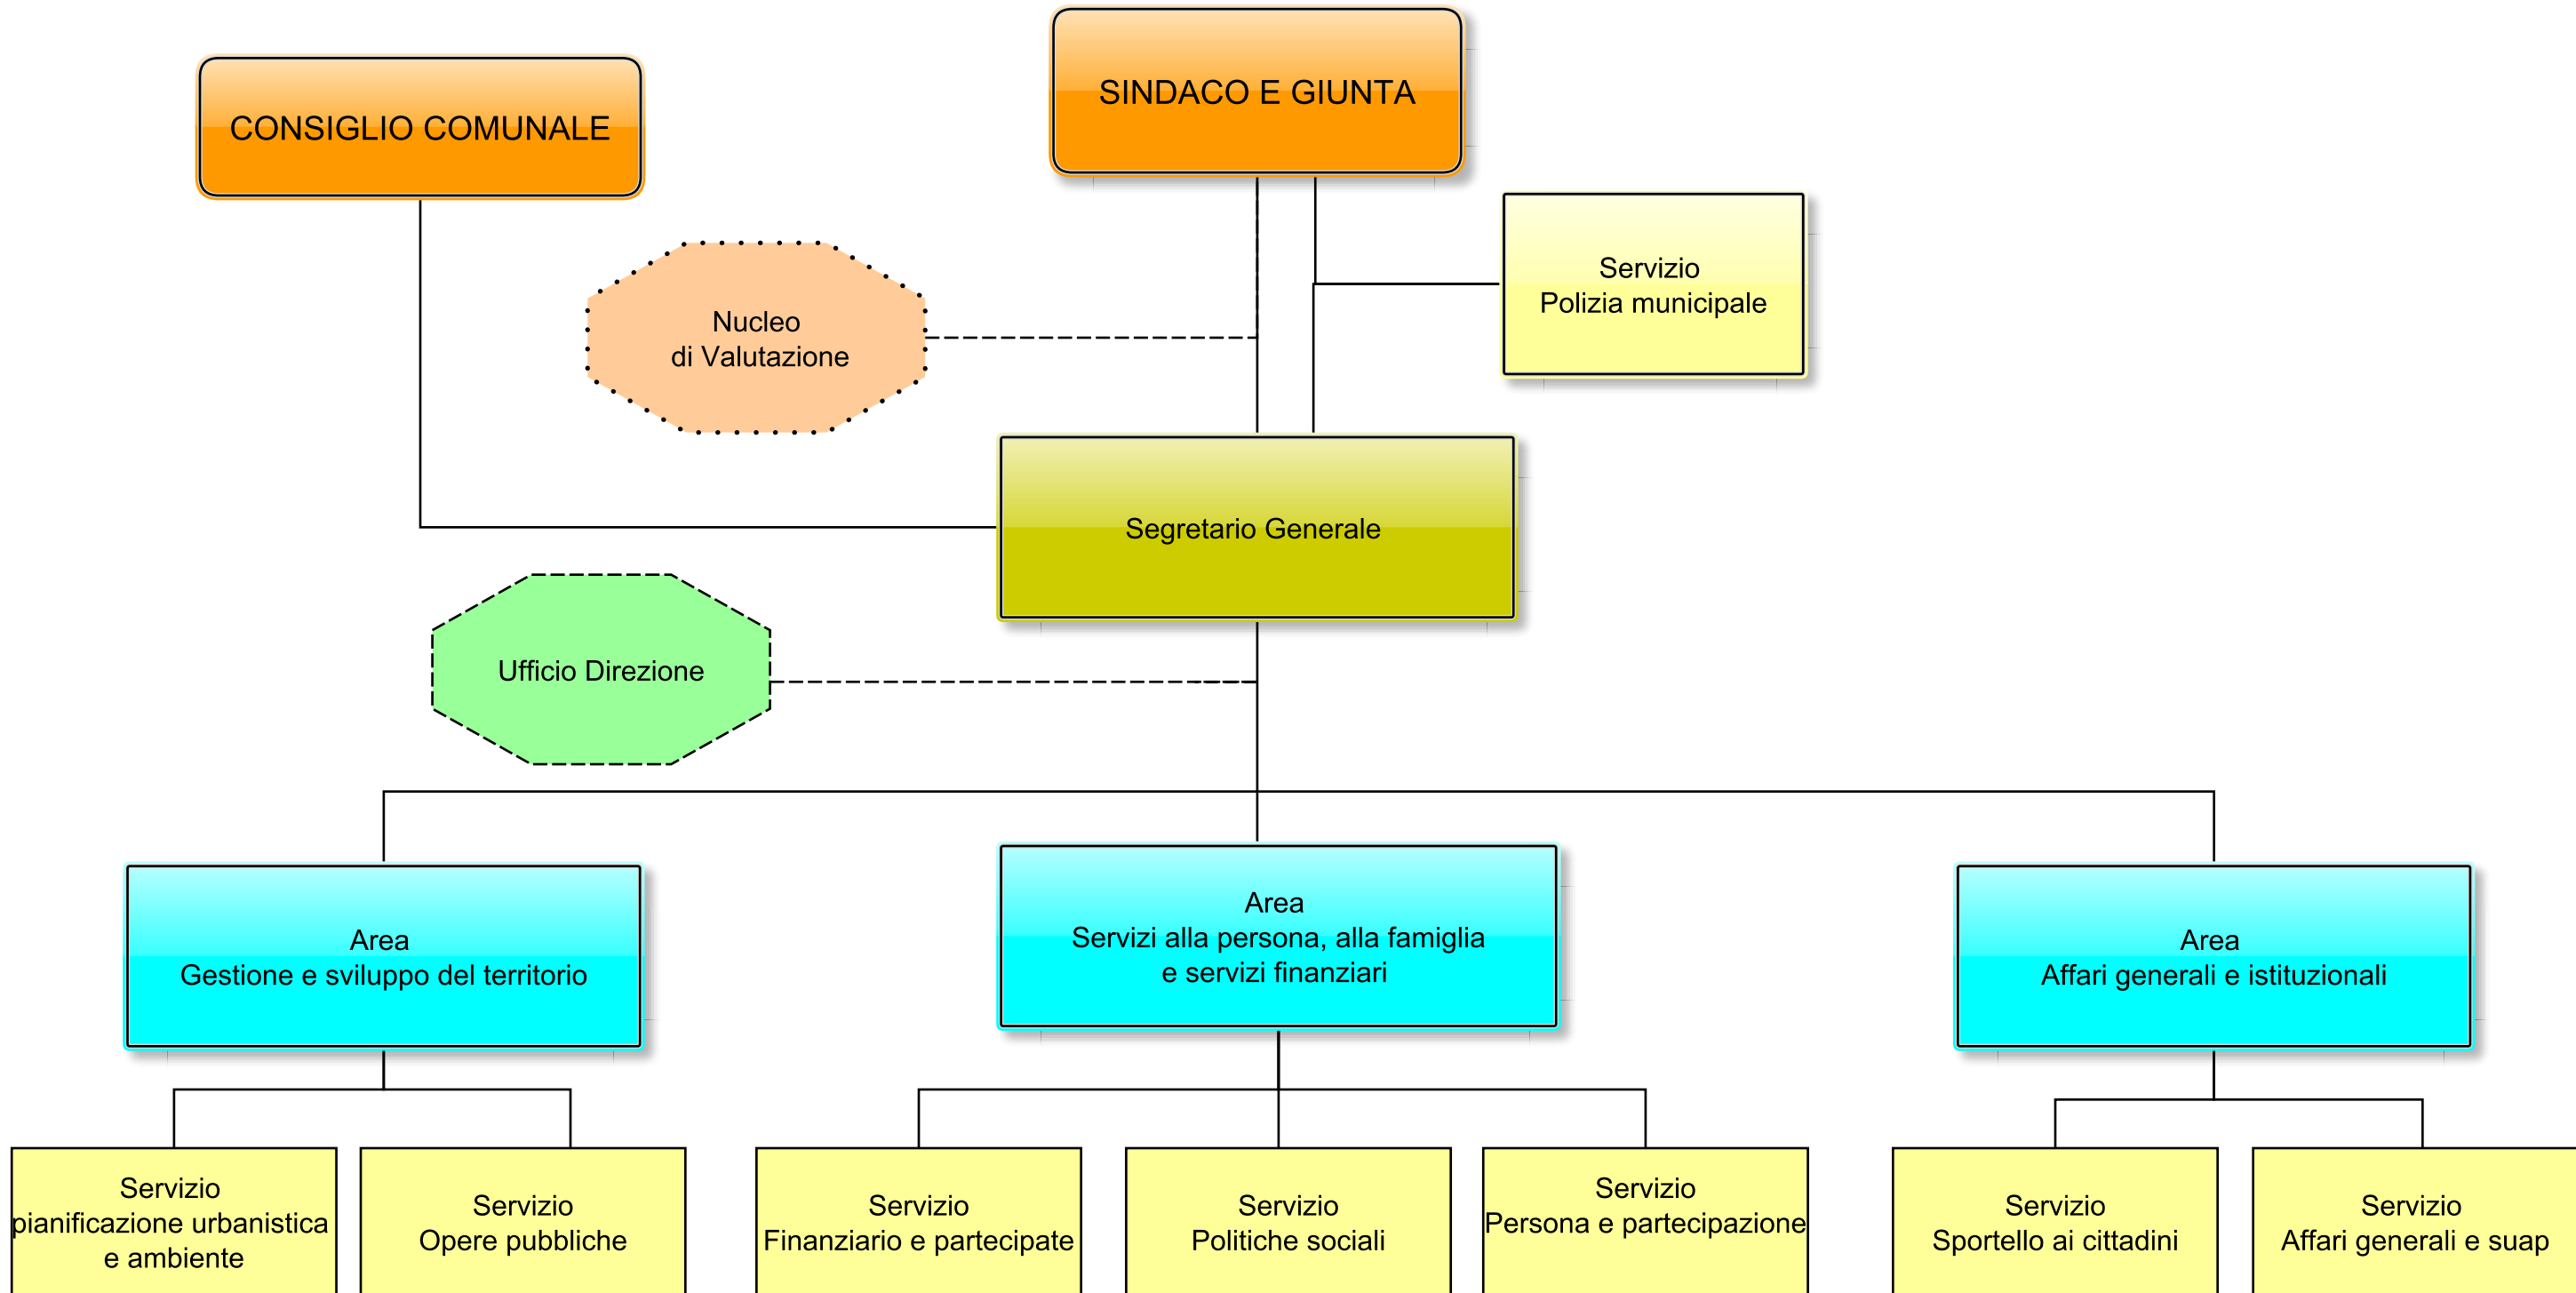 SINDACO E GIUNTA
CONSIGLIO COMUNALE
Servizio
Polizia municipale
Nucleo
di Valutazione
Segretario Generale
Ufficio Direzione
Area
Gestione e sviluppo del territorio
Area
Servizi alla persona, alla famiglia
e servizi finanziari
Area
Affari generali e istituzionali
Servizio
pianificazione urbanistica
e ambiente
Servizio
Opere pubbliche
Servizio
Finanziario e partecipate
Servizio
Politiche sociali
Servizio
Persona e partecipazione
Servizio
Sportello ai cittadini
Servizio
Affari generali e suap